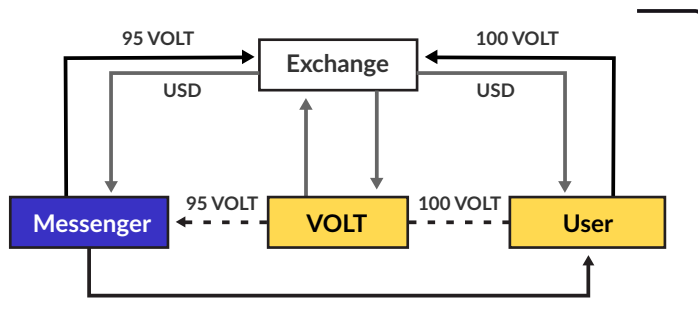 95 VOLT
100 VOLT
Exchange
USD
USD
95 VOLT
100 VOLT
Messenger
VOLT
User